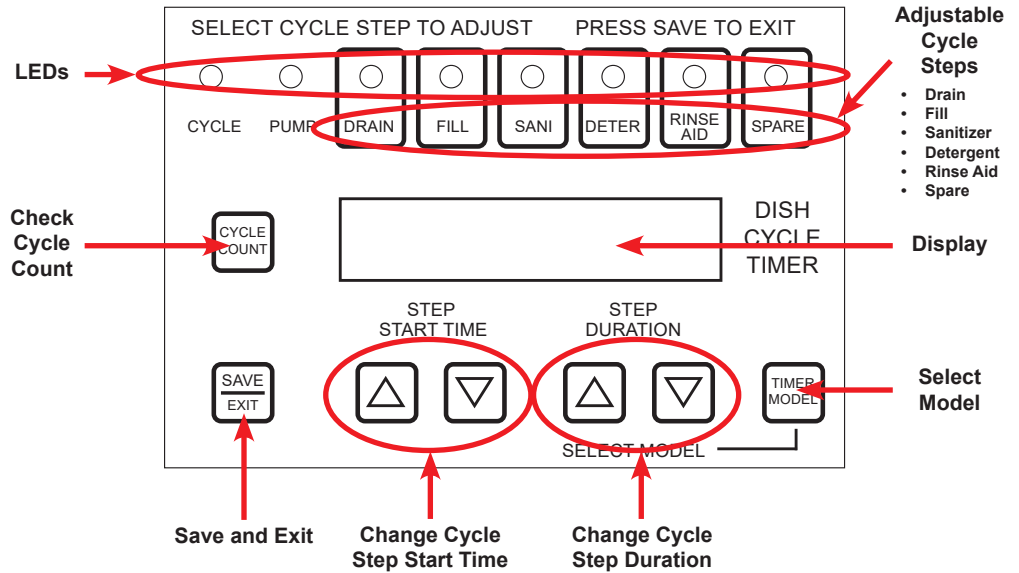 SELECT CYCLE STEP TO ADJUST PRESS SAVE TO EXIT
Adjustable
Cycle
Steps
• Drain
• Fill
• Sanitizer
• Detergent
• Rinse Aid
• Spare
LEDs
CYCLE
PUMP
DRAIN
FILL
SANI
DETER
RINSE
AID
SPARE
Check
Cycle
Count
CYCLE
COUNT
DISH
CYCLE
TIMER
Display
STEP
START TIME
STEP
DURATION
SAVE
EXIT
TIMER
MODEL
Select
Model
SELECT MODEL
Save and Exit
Change Cycle
Step Start Time
Change Cycle
Step Duration